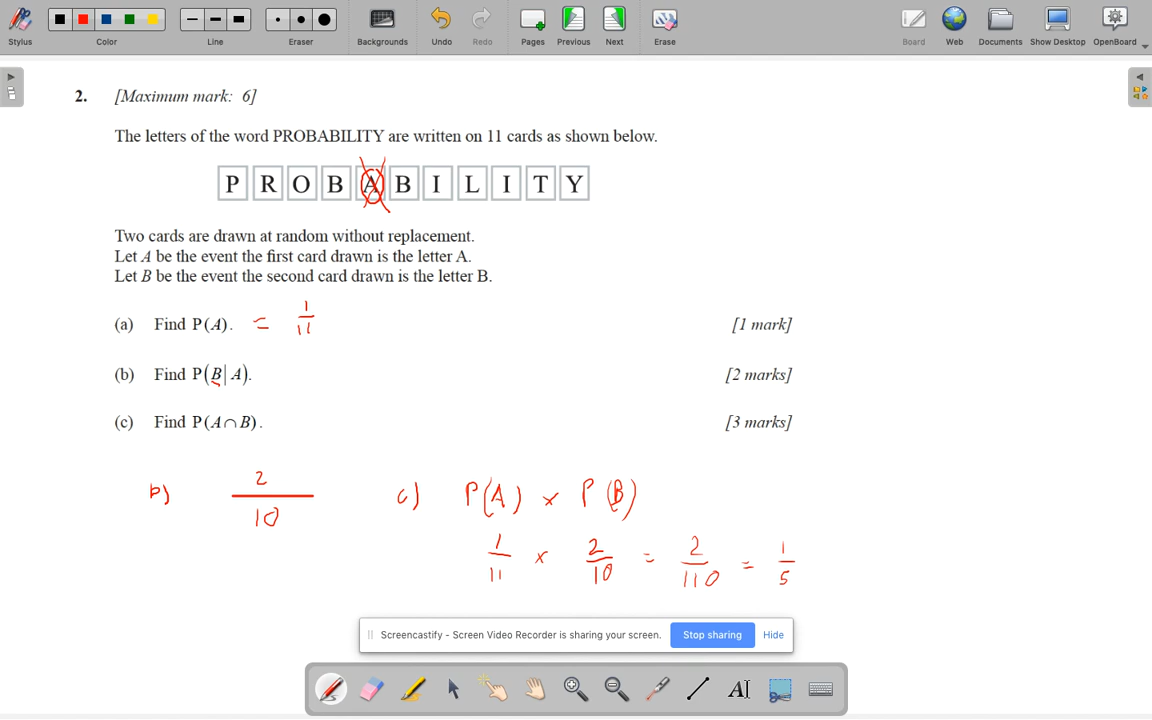 Stylus Color Line Eraser Backgrounds Undo Redo Pages Previous Next Erase Board Web Documents Show Desktop OpenBoard
2. [Maximum mark: 6]
The letters of the word PROBABILITY are written on 11 cards as shown below.
P R O B A B I L I T Y
Two cards are drawn at random without replacement.
Let A be the event the first card drawn is the letter A.
Let B be the event the second card drawn is the letter B.
(a) Find P(A). = 1/11 [1 mark]
(b) Find P(B|A). [2 marks]
(c) Find P(A∩B). [3 marks]
b) 2/10 c) P(A) × P(B)
1/11 × 2/10 = 2/110 = 1/5
Screencastify - Screen Video Recorder is sharing your screen. Stop sharing Hide
AI